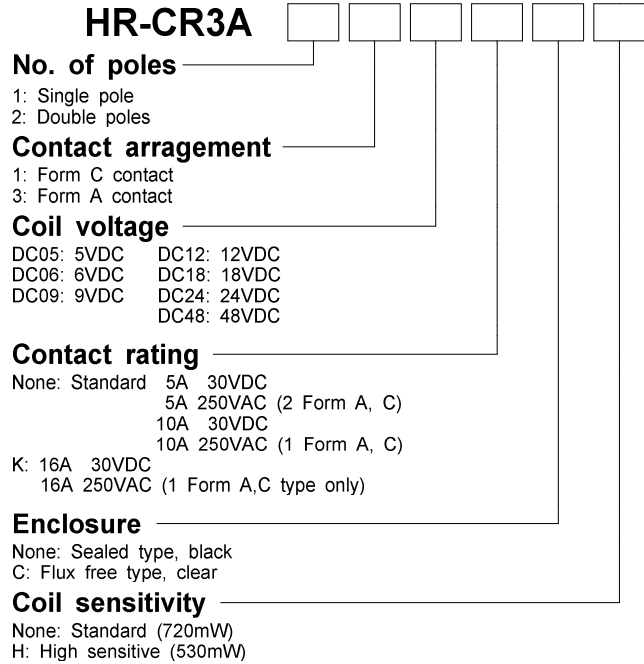 HR-CR3A
No. of poles
1: Single pole
2: Double poles
Contact arragement
1: Form C contact
3: Form A contact
Coil voltage
DC05: 5VDC DC12: 12VDC
DC06: 6VDC DC18: 18VDC
DC09: 9VDC DC24: 24VDC
DC48: 48VDC
Contact rating
None: Standard 5A 30VDC
5A 250VAC (2 Form A, C)
10A 30VDC
10A 250VAC (1 Form A, C)
K: 16A 30VDC
16A 250VAC (1 Form A,C type only)
Enclosure
None: Sealed type, black
C: Flux free type, clear
Coil sensitivity
None: Standard (720mW)
H: High sensitive (530mW)